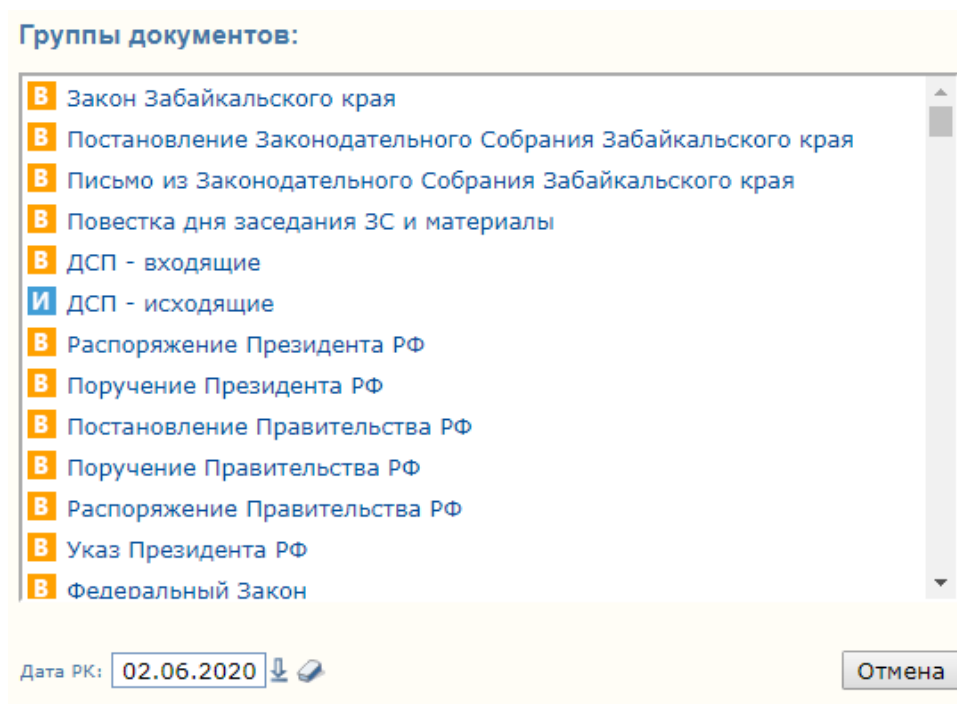 Группы документов:
В Закон Забайкальского края
В Постановление Законодательного Собрания Забайкальского края
В Письмо из Законодательного Собрания Забайкальского края
В Повестка дня заседания ЗС и материалы
В ДСП - входящие
И ДСП - исходящие
В Распоряжение Президента РФ
В Поручение Президента РФ
В Постановление Правительства РФ
В Поручение Правительства РФ
В Распоряжение Правительства РФ
В Указ Президента РФ
В Федеральный Закон
Дата РК: 02.06.2020 Отмена